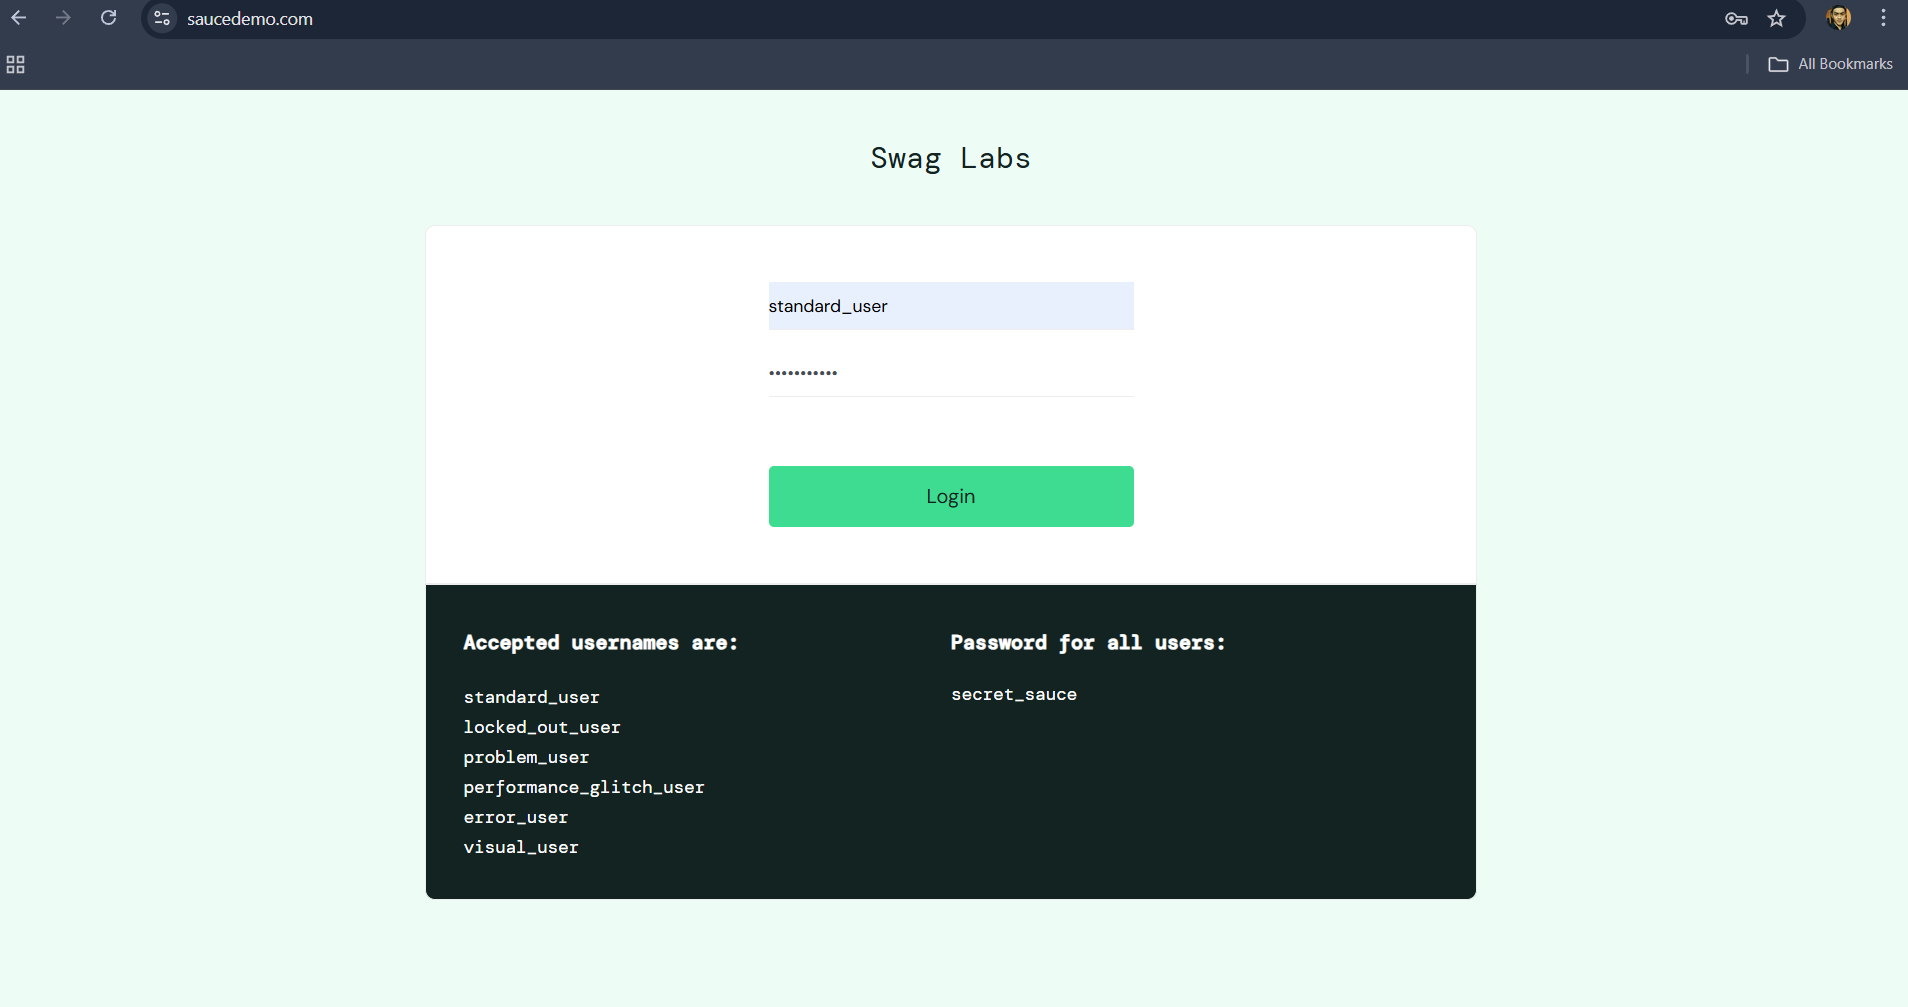 saucedemo.com
All Bookmarks
Swag Labs
standard_user
•••••••••••
Login
Accepted usernames are:
standard_user
locked_out_user
problem_user
performance_glitch_user
error_user
visual_user
Password for all users:
secret_sauce